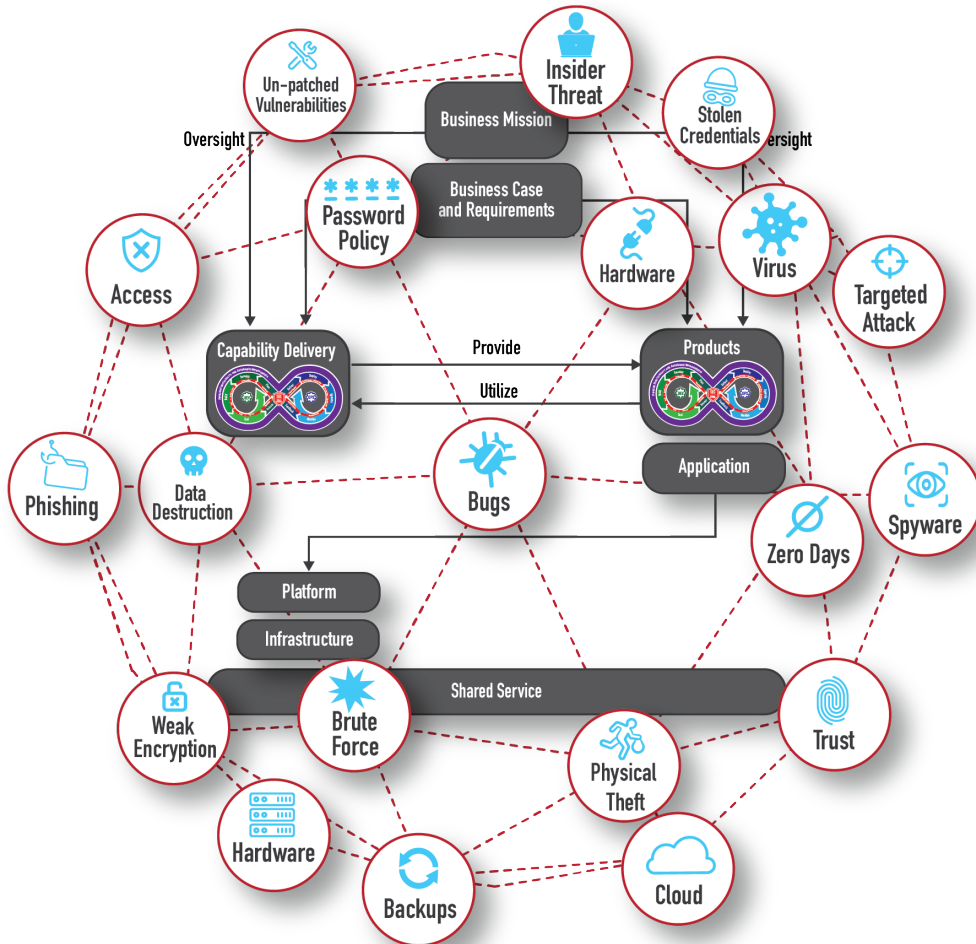 Un-patched
Vulnerabilities
Insider
Threat
Stolen
Credentials
Business Mission
Oversight
ersight
Password
Policy
Business Case
and Requirements
Hardware
Virus
Access
Targeted
Attack
Capability Delivery
Provide
Products
Utilize
Application
Phishing
Data
Destruction
Bugs
Zero Days
Spyware
Platform
Infrastructure
Shared Service
Weak
Encryption
Brute
Force
Physical
Theft
Trust
Hardware
Backups
Cloud